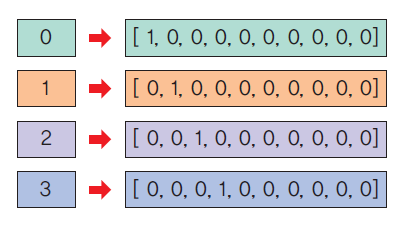 0 [ 1, 0, 0, 0, 0, 0, 0, 0, 0, 0]
1 [ 0, 1, 0, 0, 0, 0, 0, 0, 0, 0]
2 [ 0, 0, 1, 0, 0, 0, 0, 0, 0, 0]
3 [ 0, 0, 0, 1, 0, 0, 0, 0, 0, 0]